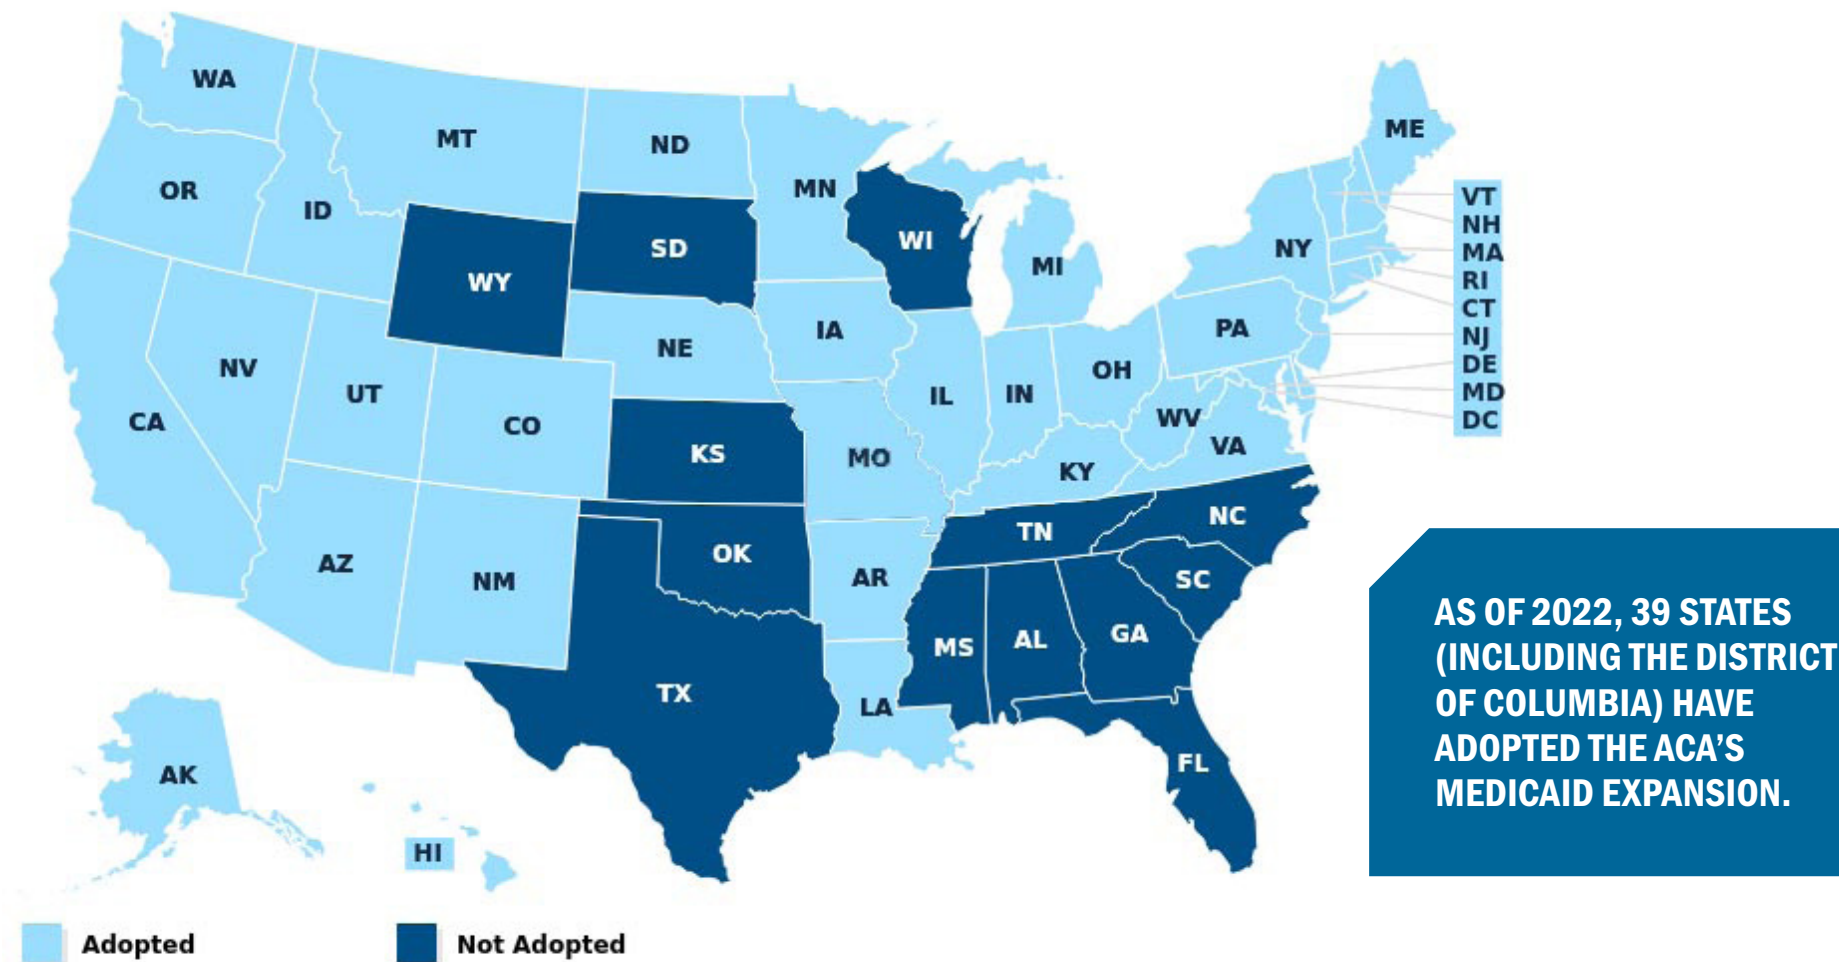 WA
MT
ND
MN
ME
OR
ID
WY
SD
WI
MI
NY
VT
NH
MA
RI
CT
NJ
DE
MD
DC
IA
NE
PA
NV
UT
CO
CA
IL
IN
OH
WV
VA
KS
MO
KY
AZ
NM
OK
AR
TN
NC
SC
MS
AL
GA
TX
LA
FL
AK
HI
AS OF 2022, 39 STATES
(INCLUDING THE DISTRICT
OF COLUMBIA) HAVE
ADOPTED THE ACA’S
MEDICAID EXPANSION.
Adopted
Not Adopted